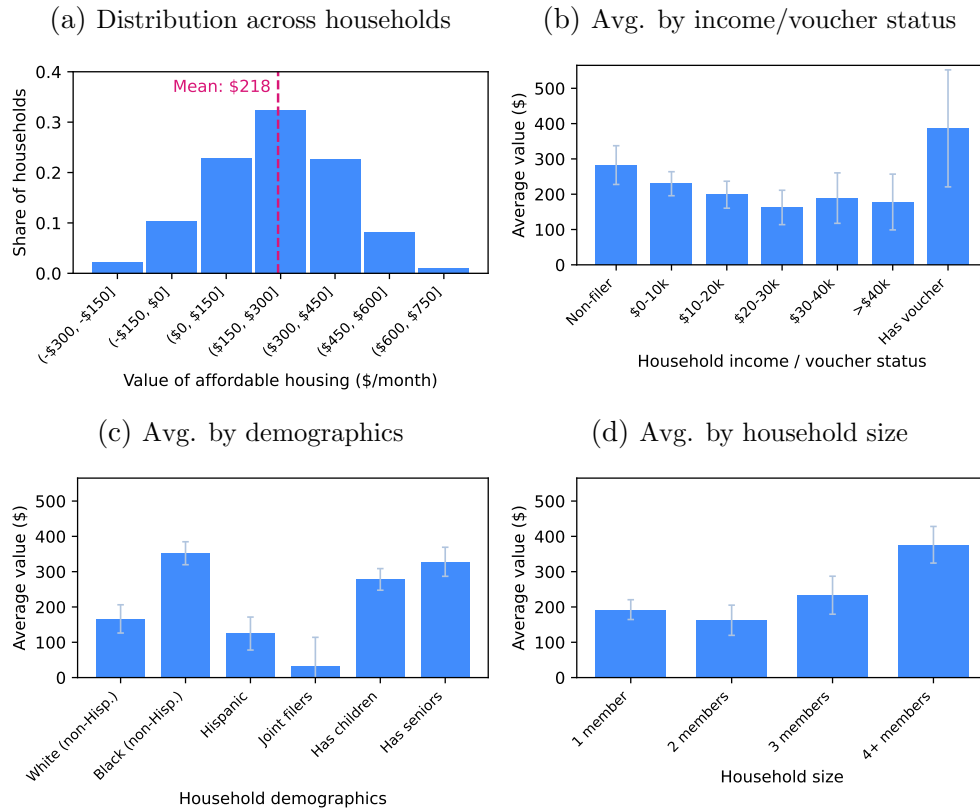 (a) Distribution across households
0.4
0.3
0.2
0.1
0.0
Share of households
Mean: $218
(-$300, -$150]
(-$150, $0]
($0, $150]
($150, $300]
($300, $450]
($450, $600]
($600, $750]
Value of affordable housing ($/month)
(b) Avg. by income/voucher status
500
400
300
200
100
0
Average value ($)
Non-filer
$0-10k
$10-20k
$20-30k
$30-40k
>$40k
Has voucher
Household income / voucher status
(c) Avg. by demographics
500
400
300
200
100
0
Average value ($)
White (non-Hisp.)
Black (non-Hisp.)
Hispanic
Joint filers
Has children
Has seniors
Household demographics
(d) Avg. by household size
500
400
300
200
100
0
Average value ($)
1 member
2 members
3 members
4+ members
Household size